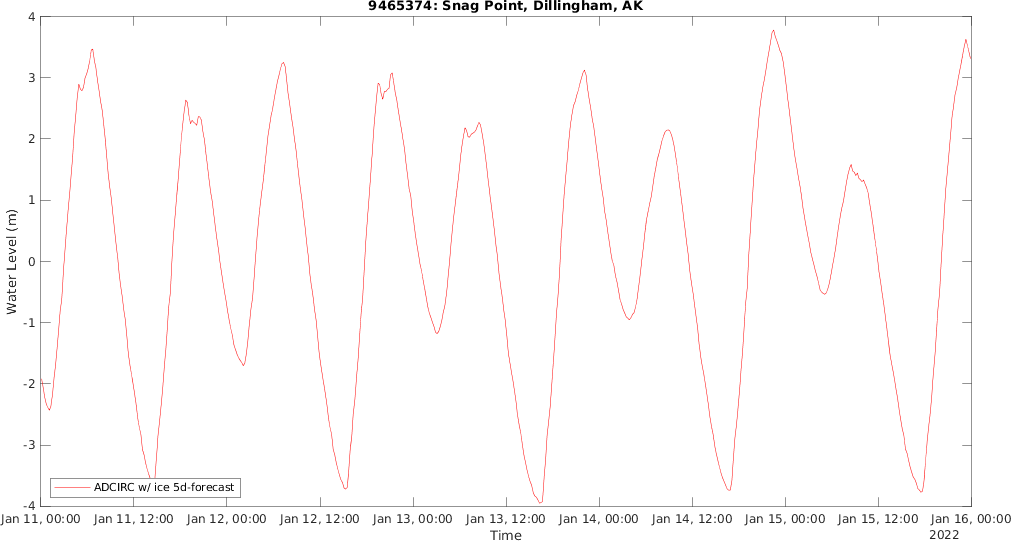 9465374: Snag Point, Dillingham, AK
Water Level (m)
4
3
2
1
0
-1
-2
-3
-4
ADCIRC w/ ice 5d-forecast
Jan 11, 00:00 Jan 11, 12:00 Jan 12, 00:00 Jan 12, 12:00 Jan 13, 00:00 Jan 13, 12:00 Jan 14, 00:00 Jan 14, 12:00 Jan 15, 00:00 Jan 15, 12:00 Jan 16, 00:00
Time
2022